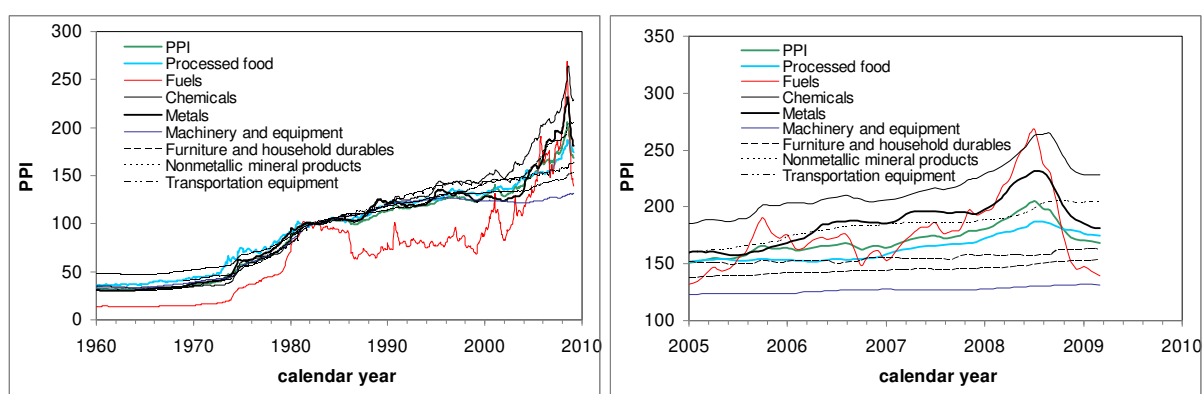 300
250
200
150
100
50
0
PPI
PPI
Processed food
Fuels
Chemicals
Metals
Machinery and equipment
Furniture and household durables
Nonmetallic mineral products
Transportation equipment
1960 1970 1980 1990 2000 2010
calendar year
350
300
250
200
150
100
PPI
PPI
Processed food
Fuels
Chemicals
Metals
Machinery and equipment
Furniture and household durables
Nonmetallic mineral products
Transportation equipment
2005 2006 2007 2008 2009 2010
calendar year